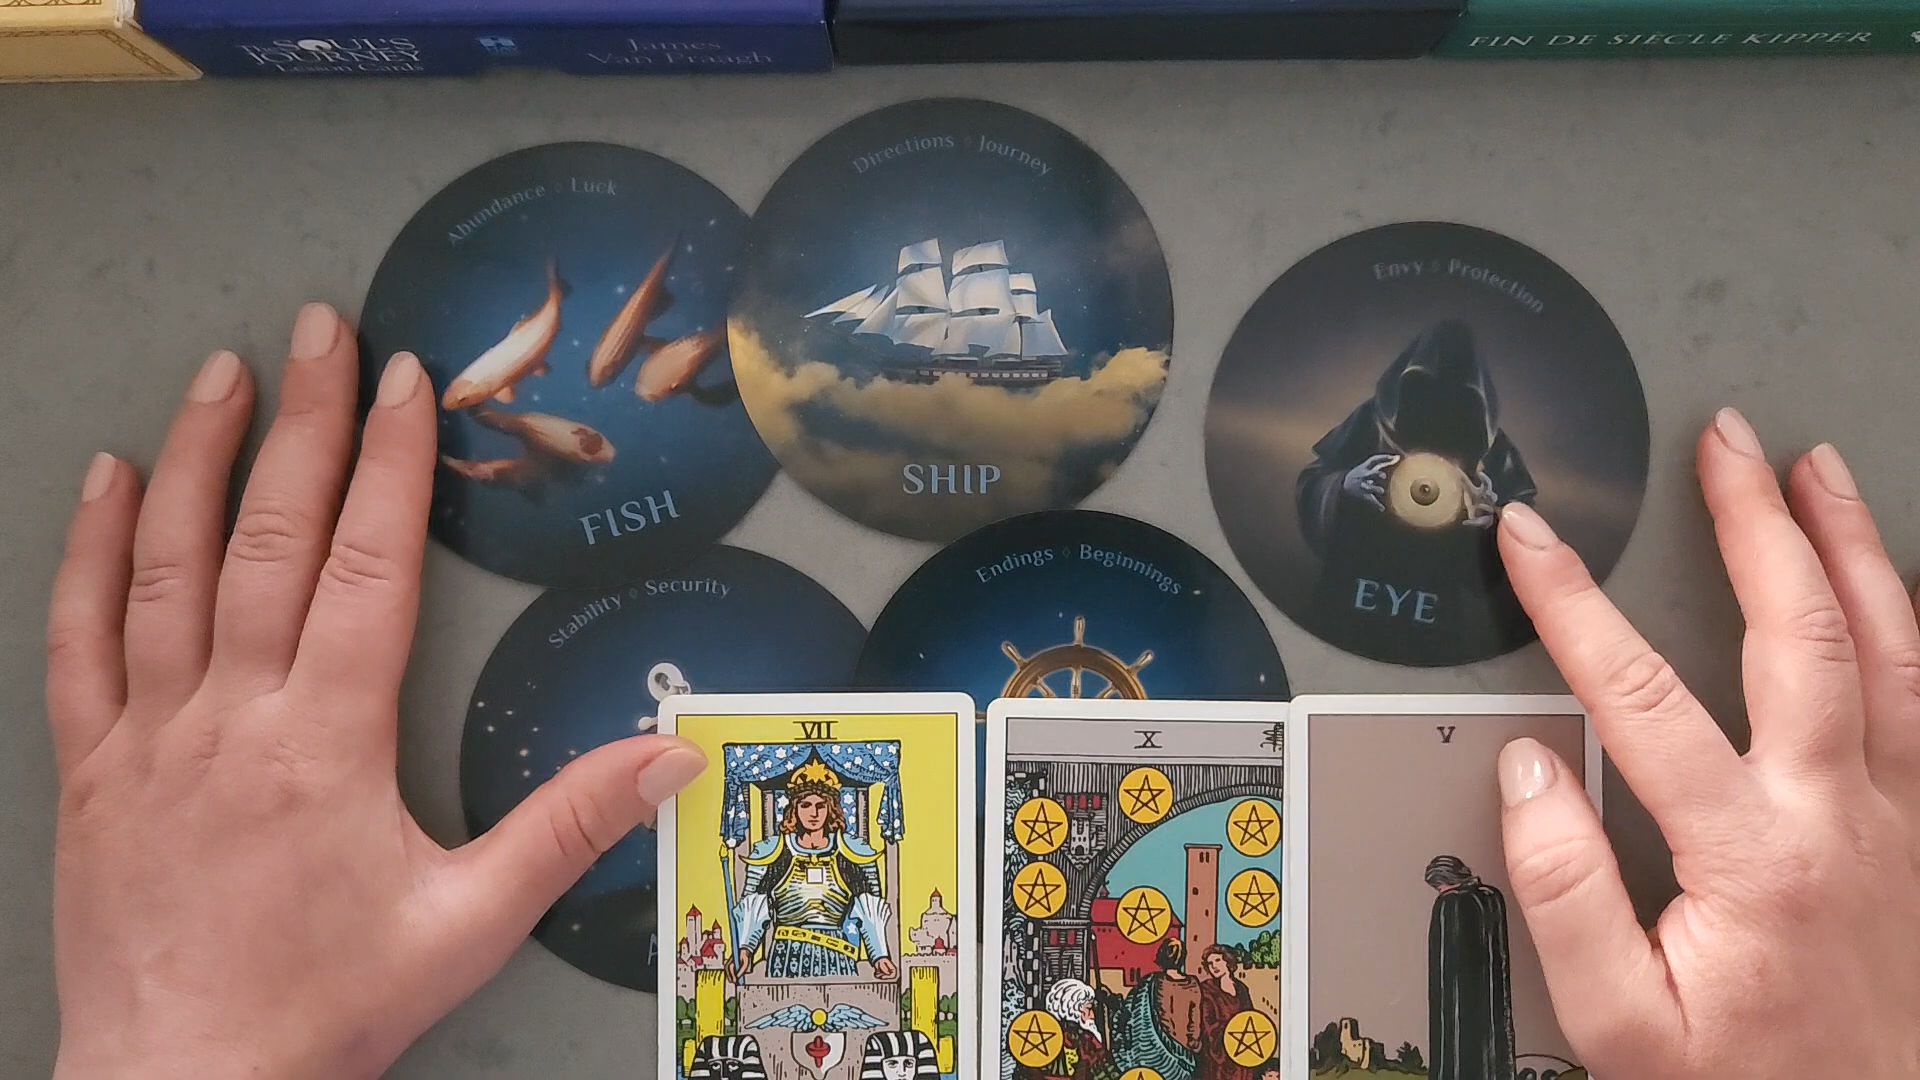 The
SOUL'S
JOURNEY
Lesson Cards
James
Van Praagh
FIN DE SIÈCLE KIPPER
Abundance ◊ Luck
FISH
Directions ◊ Journey
SHIP
Envy ◊ Protection
EYE
Stability ◊ Security
A
Endings ◊ Beginnings
VII
X
V